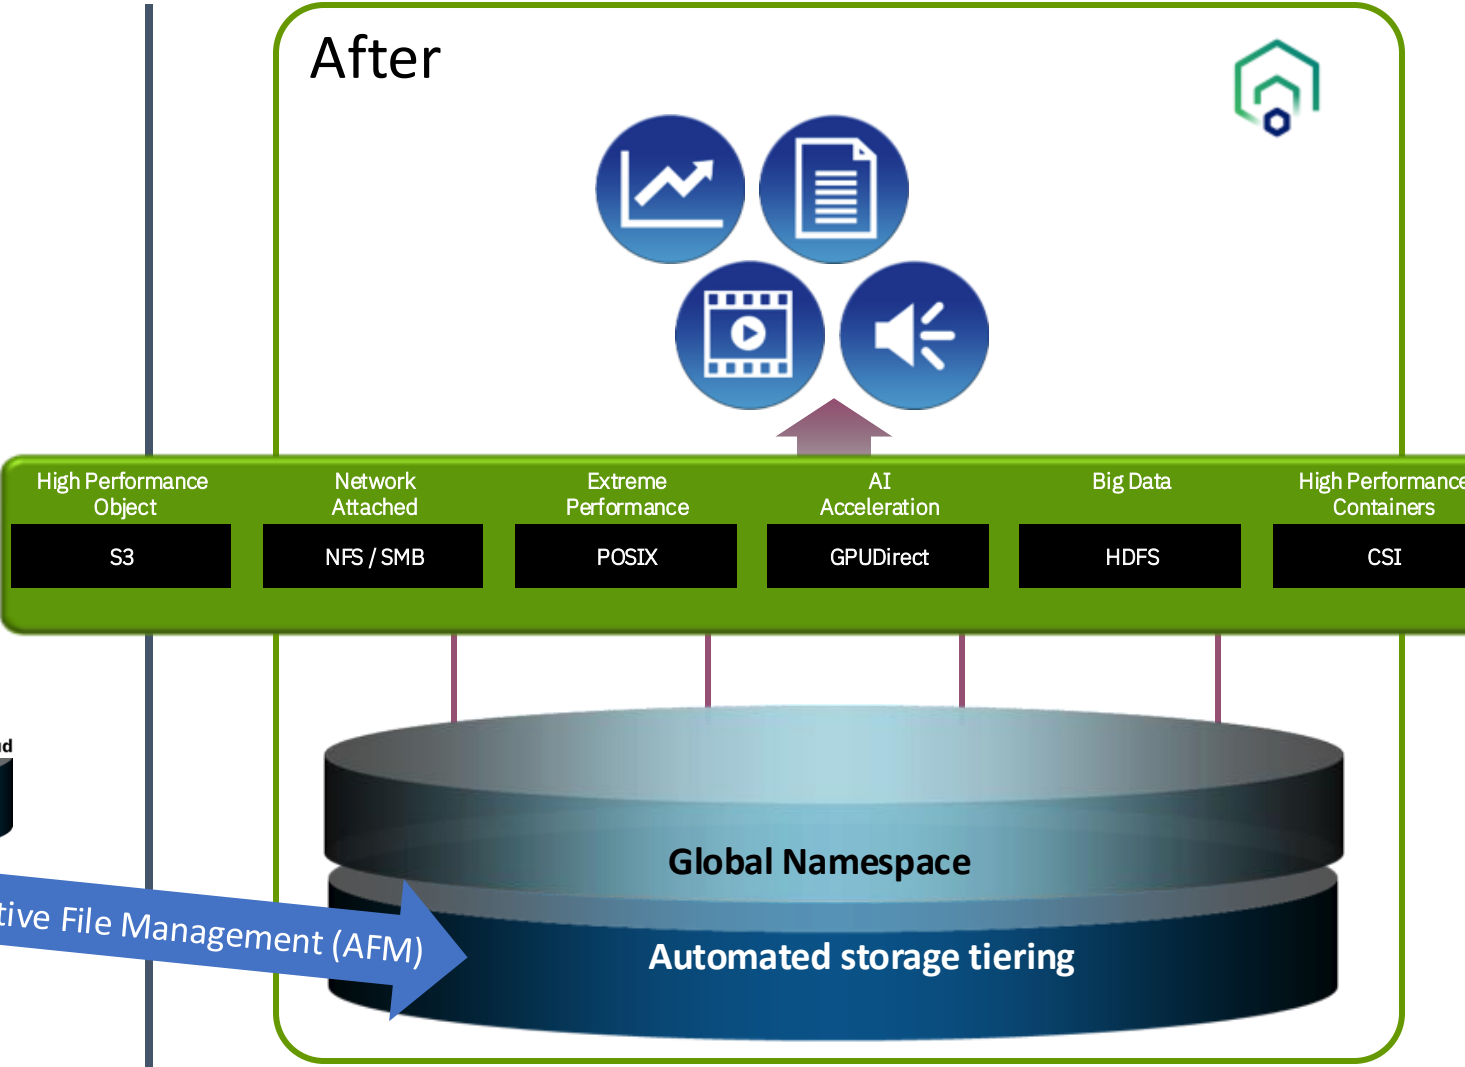 After
High Performance
Object
S3
Network
Attached
NFS / SMB
Extreme
Performance
POSIX
AI
Acceleration
GPUDirect
Big Data
HDFS
High Performance
Containers
CSI
Global Namespace
File Management (AFM)
Automated storage tiering